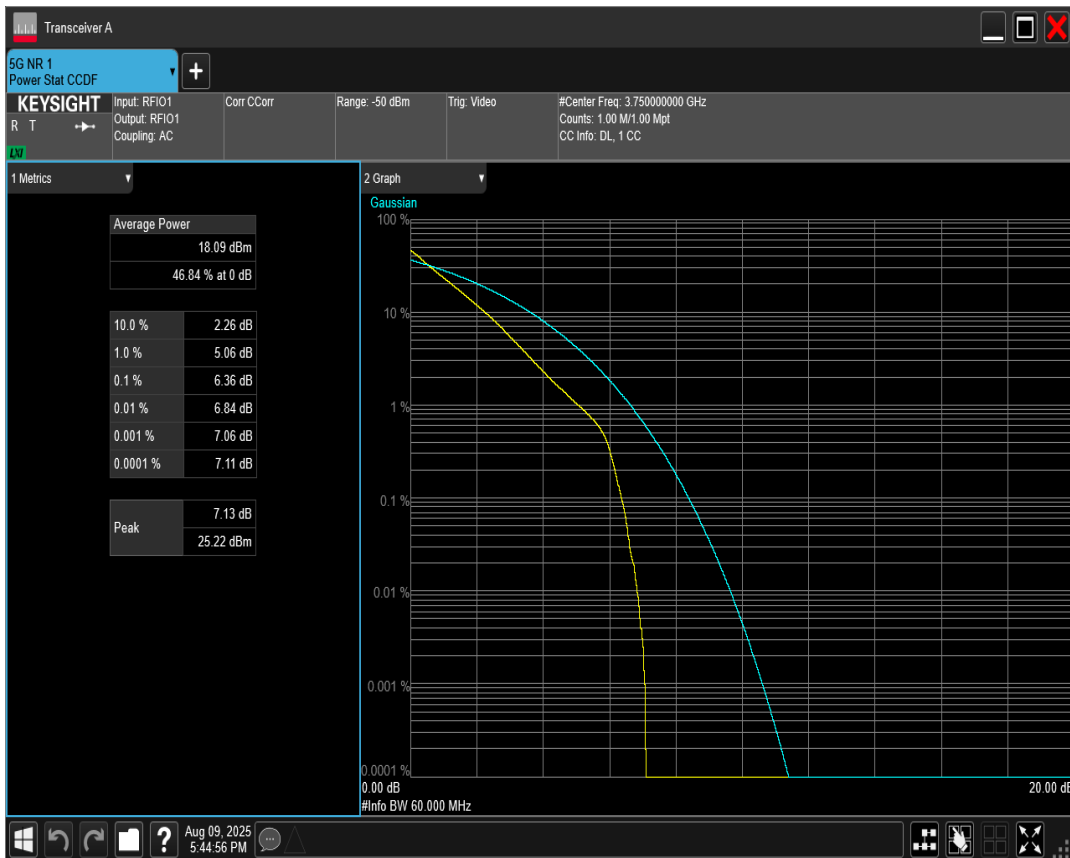 Transceiver A
5G NR 1
Power Stat CCDF
+
KEYSIGHT
R T
LXI
Input: RFIO1
Output: RFIO1
Coupling: AC
Corr CCorr
Range: -50 dBm
Trig: Video
#Center Freq: 3.750000000 GHz
Counts: 1.00 M/1.00 Mpt
CC Info: DL, 1 CC
1 Metrics
Average Power
18.09 dBm
46.84 % at 0 dB
10.0 % 2.26 dB
1.0 % 5.06 dB
0.1 % 6.36 dB
0.01 % 6.84 dB
0.001 % 7.06 dB
0.0001 % 7.11 dB
Peak
7.13 dB
25.22 dBm
2 Graph
Gaussian
100 %
10 %
1 %
0.1 %
0.01 %
0.001 %
0.0001 %
0.00 dB 20.00 dB
#Info BW 60.000 MHz
?
Aug 09, 2025
5:44:56 PM